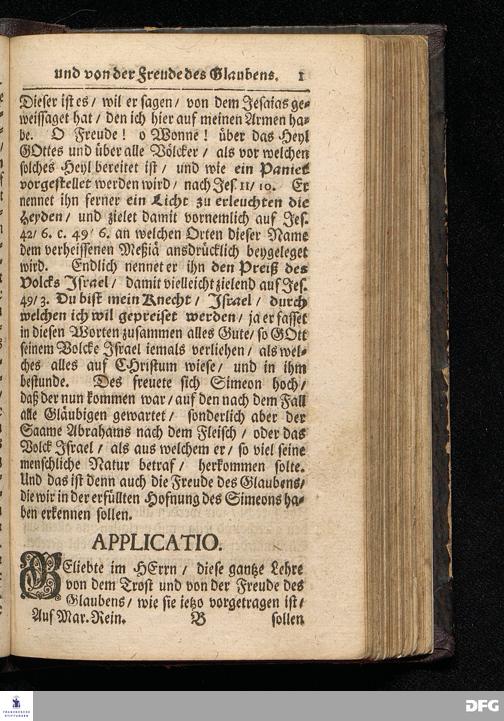 und von der Freude des Glaubens. 1
Dieser ist es / wil er sagen / von dem Jesaias ge-
weissaget hat / den ich hier auf meinen Armen ha-
be. O Freude! o Wonne! über das Heyl
GOttes und über alle Völcker / als vor welchen
solches Heyl bereitet ist / und wie ein Panier
vorgestellet werden wird / nach Jes. 11/10. Er
nennet ihn ferner ein Licht zu erleuchten die
Heyden / und zielet damit vornemlich auf Jes.
42/6. c. 49/6. an welchen Orten dieser Name
dem verheissenen Meßiä ausdrücklich beygeleget
wird. Endlich nennet er ihn den Preiß des
Volcks Israel / damit vielleicht zielend auf Jes.
49/3. Du bist mein Knecht / Israel / durch
welchen ich wil gepreiset werden / ja er fasset
in diesen Worten zusammen alles Gute / so GOtt
seinem Volcke Israel iemals verliehen / als wel-
ches alles auf CHristum wiese / und in ihm
bestunde. Des freuete sich Simeon hoch /
daß der nun kommen war / auf den nach dem Fall
alle Gläubigen gewartet / sonderlich aber der
Saame Abrahams nach dem Fleisch / oder das
Volck Israel / als aus welchem er / so viel seine
menschliche Natur betraf / herkommen solte.
Und das ist denn auch die Freude des Glaubens /
die wir in der erfüllten Hofnung des Simeons ha-
ben erkennen sollen.
APPLICATIO.
GEliebte im HErrn / diese gantze Lehre
von dem Trost und von der Freude des
Glaubens / wie sie ietzo vorgetragen ist /
Auf Mar. Rein. B sollen
FRANCKESCHE
STIFTUNGEN
DFG